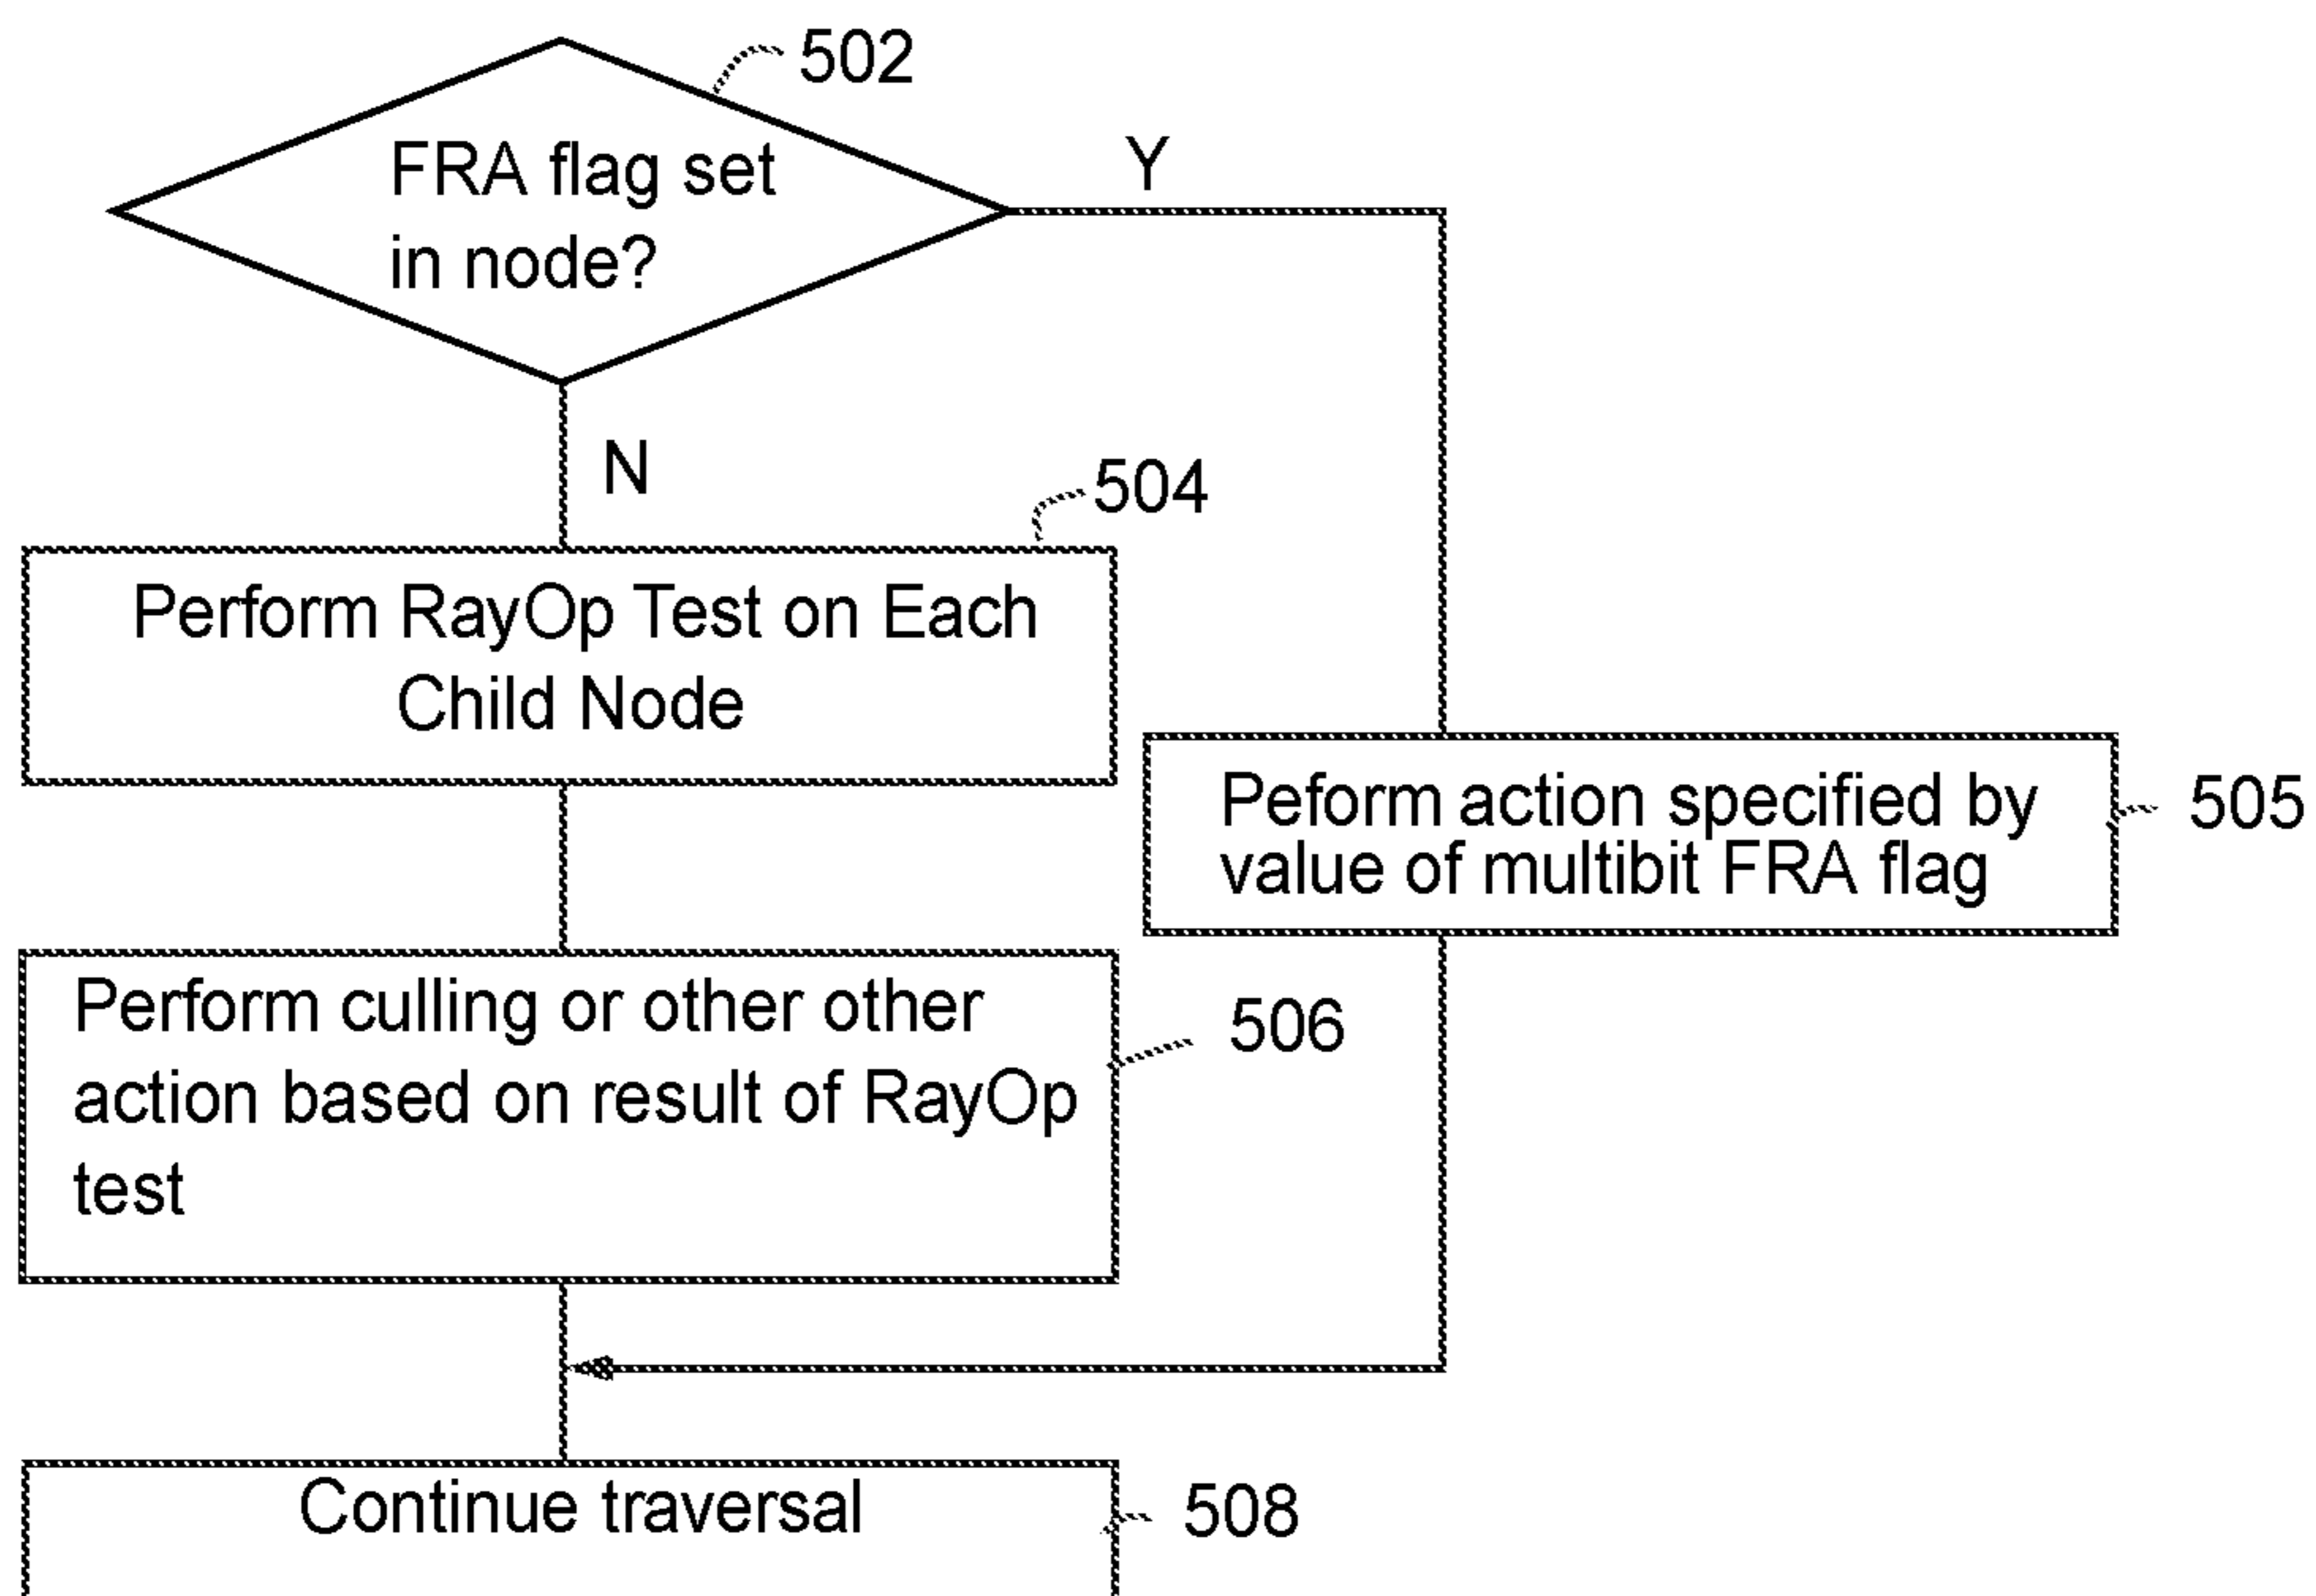 502
FRA flag set
in node?
Y
N
504
Perform RayOp Test on Each
Child Node
Peform action specified by
value of multibit FRA flag
505
Perform culling or other other
action based on result of RayOp
test
506
Continue traversal
508